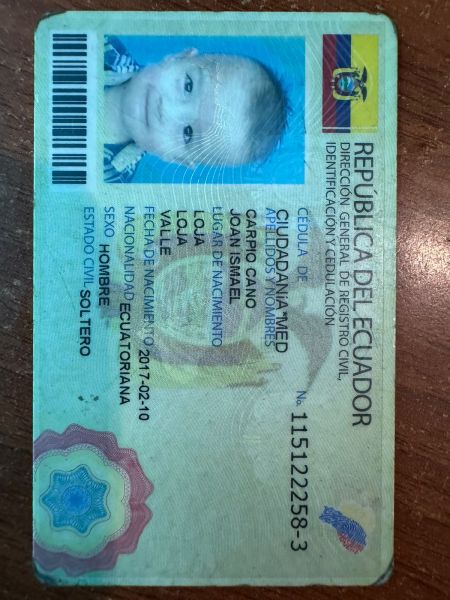 REPÚBLICA DEL ECUADOR
DIRECCIÓN GENERAL DE REGISTRO CIVIL,
IDENTIFICACIÓN Y CEDULACIÓN
CÉDULA DE
CIUDADANÍA*MED
No. 115122258-3
APELLIDOS Y NOMBRES
CARPIO CANO
JOAN ISMAEL
LUGAR DE NACIMIENTO
LOJA
LOJA
VALLE
FECHA DE NACIMIENTO 2017-02-10
NACIONALIDAD ECUATORIANA
SEXO HOMBRE
ESTADO CIVIL SOLTERO